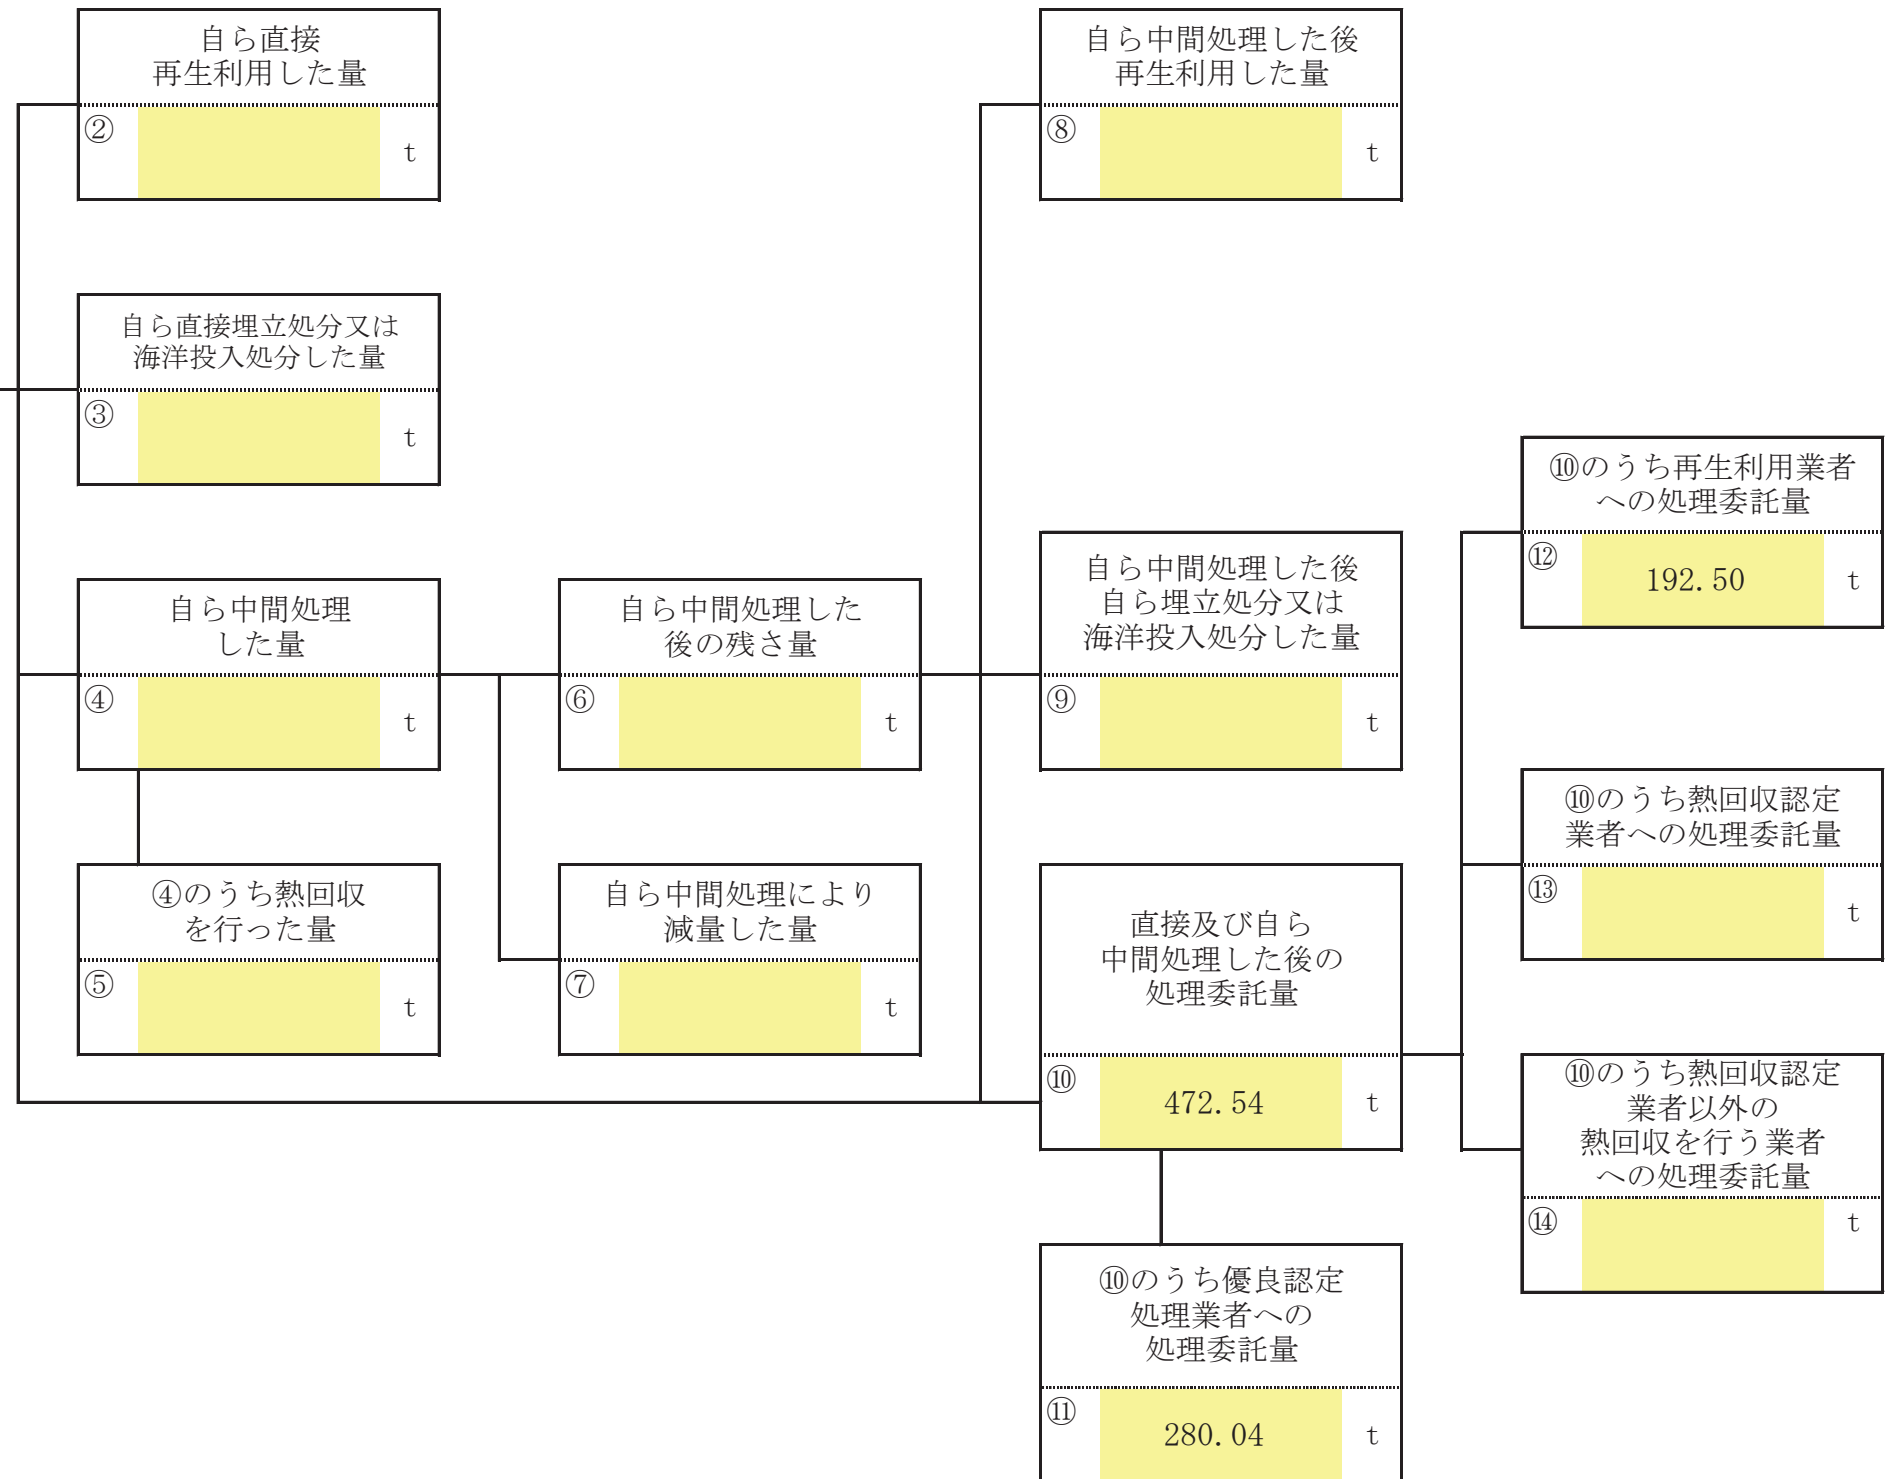 自ら直接
再生利用した量
②
t
自ら中間処理した後
再生利用した量
⑧
t
自ら直接埋立処分又は
海洋投入処分した量
③
t
⑩のうち再生利用業者
への処理委託量
⑫
192.50
t
自ら中間処理
した量
④
t
自ら中間処理した
後の残さ量
⑥
t
自ら中間処理した後
自ら埋立処分又は
海洋投入処分した量
⑨
t
⑩のうち熱回収認定
業者への処理委託量
⑬
t
④のうち熱回収
を行った量
⑤
t
自ら中間処理により
減量した量
⑦
t
直接及び自ら
中間処理した後の
処理委託量
⑩
472.54
t
⑩のうち熱回収認定
業者以外の
熱回収を行う業者
への処理委託量
⑭
t
⑩のうち優良認定
処理業者への
処理委託量
⑪
280.04
t